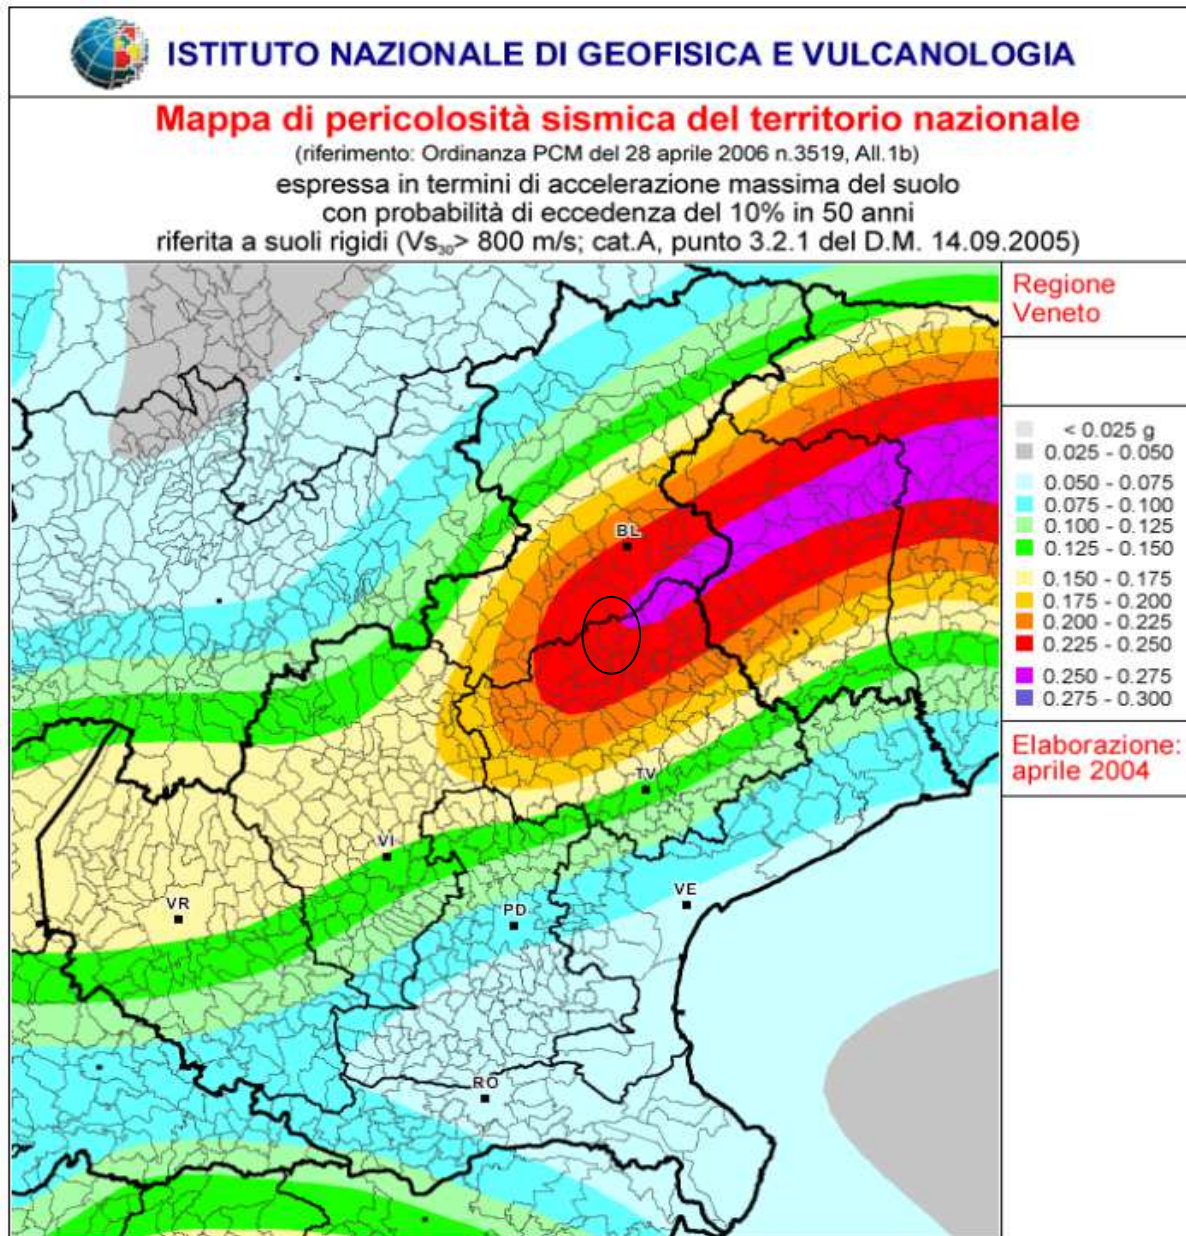 ISTITUTO NAZIONALE DI GEOFISICA E VULCANOLOGIA
Mappa di pericolosità sismica del territorio nazionale
(riferimento: Ordinanza PCM del 28 aprile 2006 n.3519, All.1b)
espressa in termini di accelerazione massima del suolo
con probabilità di eccedenza del 10% in 50 anni
riferita a suoli rigidi (Vs₃₀> 800 m/s; cat.A, punto 3.2.1 del D.M. 14.09.2005)
Regione
Veneto
< 0.025 g
0.025 - 0.050
0.050 - 0.075
0.075 - 0.100
0.100 - 0.125
0.125 - 0.150
0.150 - 0.175
0.175 - 0.200
0.200 - 0.225
0.225 - 0.250
0.250 - 0.275
0.275 - 0.300
Elaborazione:
aprile 2004
BL
TV
VI
VR
PD
VE
RO